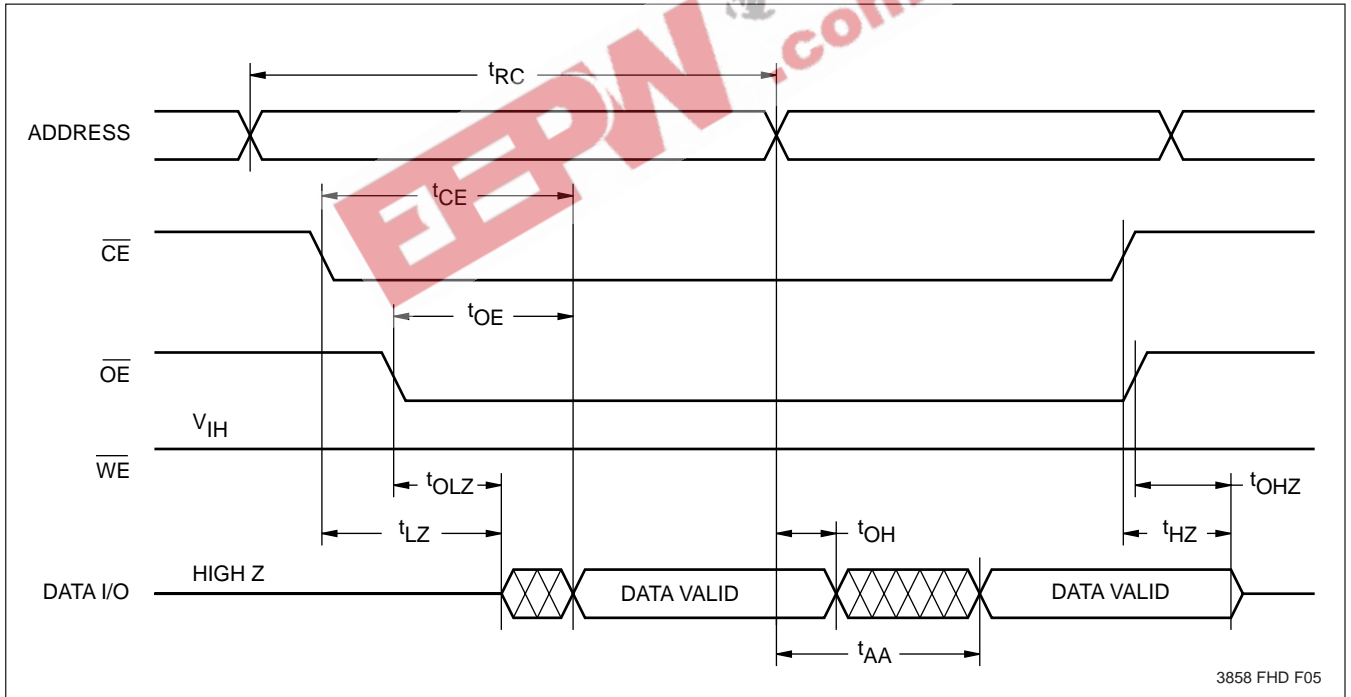 EEPW.com
tRC
ADDRESS
tCE
CE
tOE
OE
VIH
WE
tOLZ
tOHZ
tLZ
tOH
tHZ
HIGH Z
DATA I/O
DATA VALID
DATA VALID
tAA
3858 FHD F05